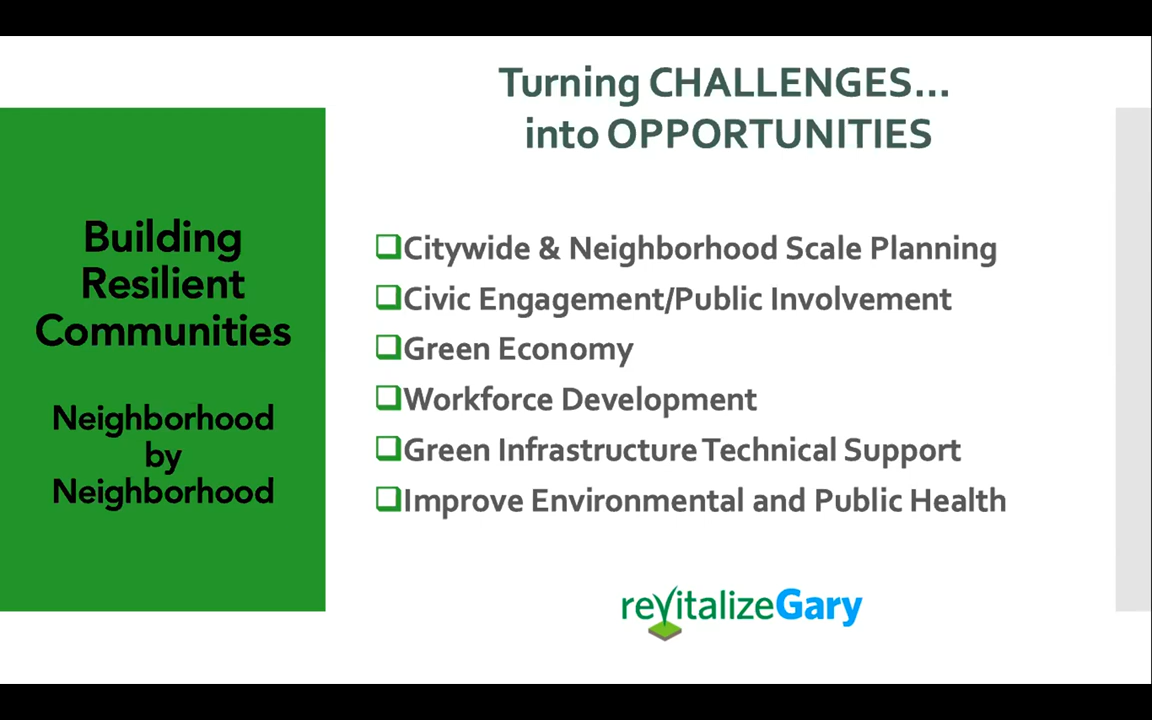 Turning CHALLENGES...
into OPPORTUNITIES
Building
Resilient
Communities
Neighborhood
by
Neighborhood
Citywide & Neighborhood Scale Planning
Civic Engagement/Public Involvement
Green Economy
Workforce Development
Green Infrastructure Technical Support
Improve Environmental and Public Health
revitalizeGary